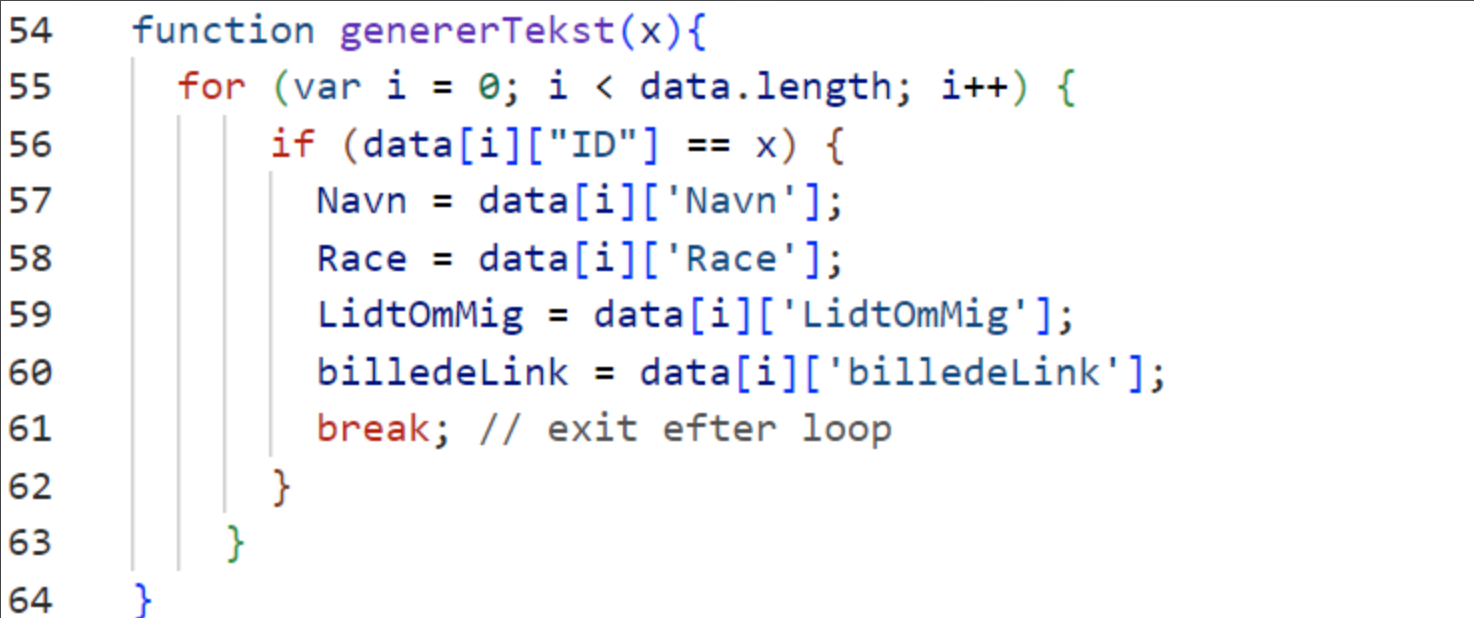 54 function genererTekst(x){
55 for (var i = 0; i < data.length; i++) {
56 if (data[i]["ID"] == x) {
57 Navn = data[i]['Navn'];
58 Race = data[i]['Race'];
59 LidtOmMig = data[i]['LidtOmMig'];
60 billedeLink = data[i]['billedeLink'];
61 break; // exit efter loop
62 }
63 }
64 }